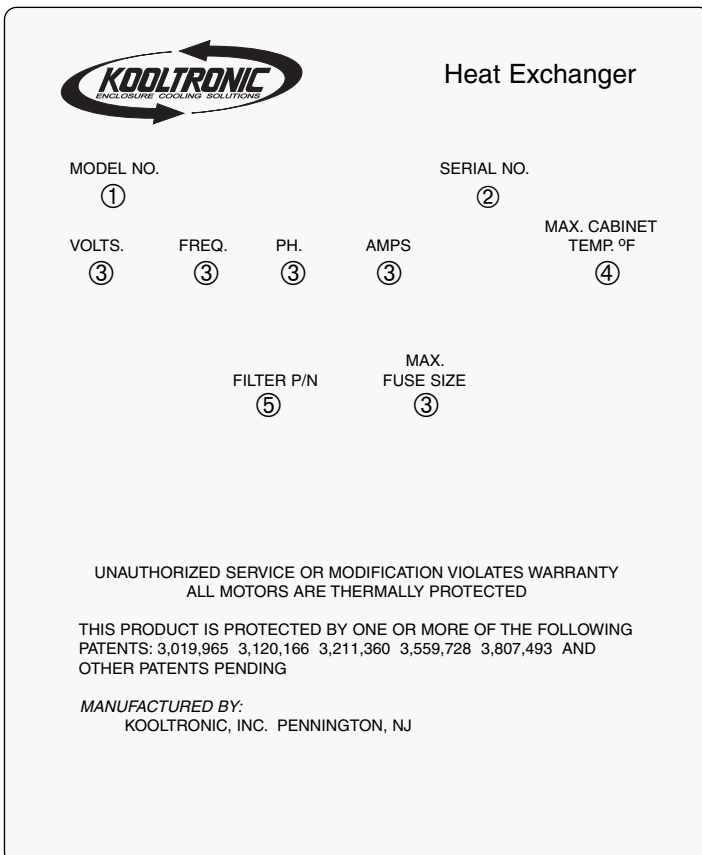 KOOLTRONIC
ENCLOSURE COOLING SOLUTIONS
Heat Exchanger
MODEL NO. SERIAL NO.
① ②
MAX. CABINET
VOLTS. FREQ. PH. AMPS TEMP. ºF
③ ③ ③ ③ ④
MAX.
FILTER P/N FUSE SIZE
⑤ ③
UNAUTHORIZED SERVICE OR MODIFICATION VIOLATES WARRANTY
ALL MOTORS ARE THERMALLY PROTECTED
THIS PRODUCT IS PROTECTED BY ONE OR MORE OF THE FOLLOWING
PATENTS: 3,019,965 3,120,166 3,211,360 3,559,728 3,807,493 AND
OTHER PATENTS PENDING
MANUFACTURED BY:
KOOLTRONIC, INC. PENNINGTON, NJ